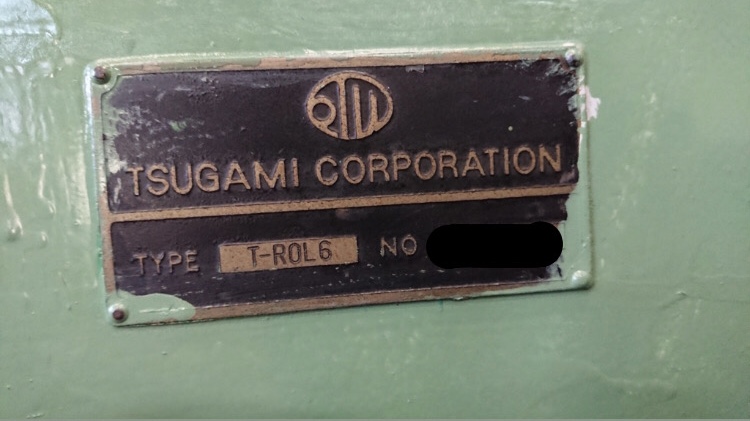 TSUGAMI CORPORATION
TYPE T-ROL6 NO